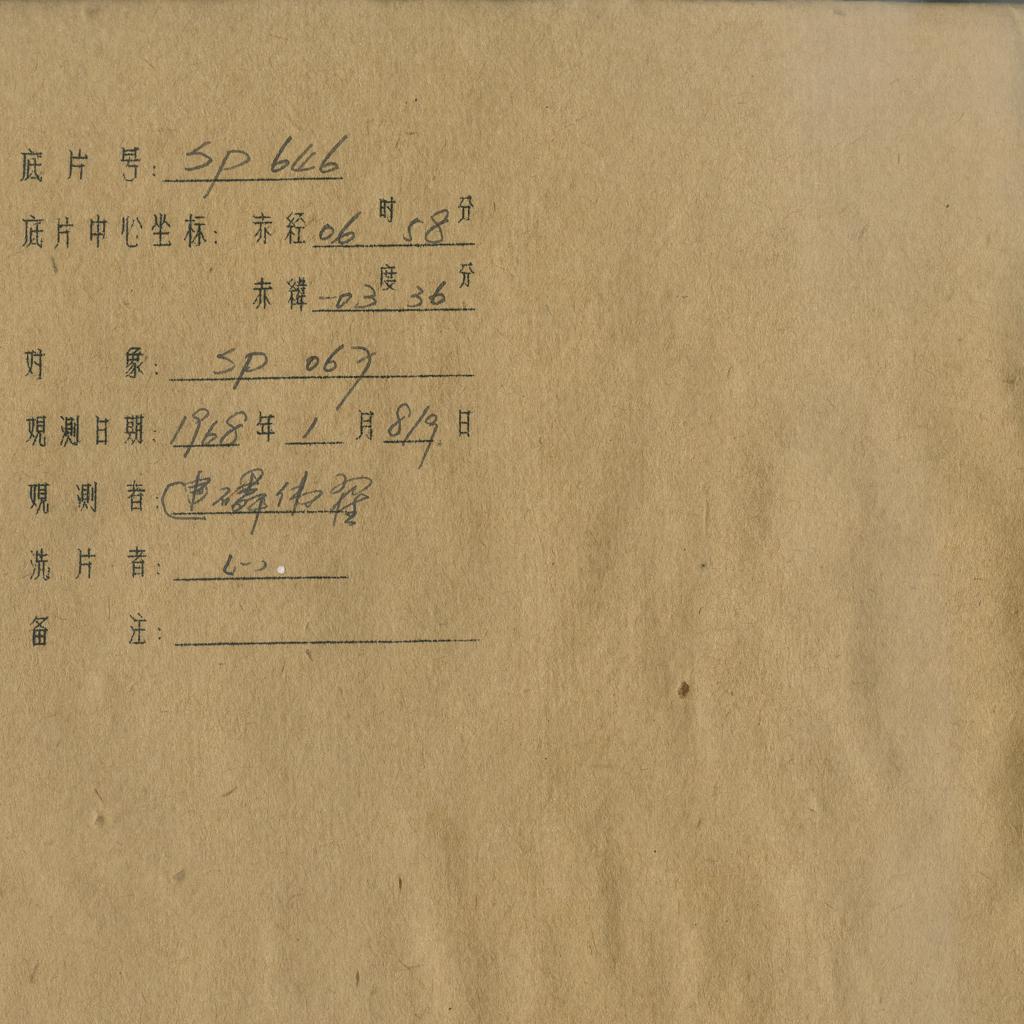 底片号: SP 646
底片中心坐标: 赤経 06 时 58 分
赤緯 -03 度 36 分
对象: SP 067
观測日期: 1968 年 1 月 8/9 日
观測者:
洗片者:
备注: